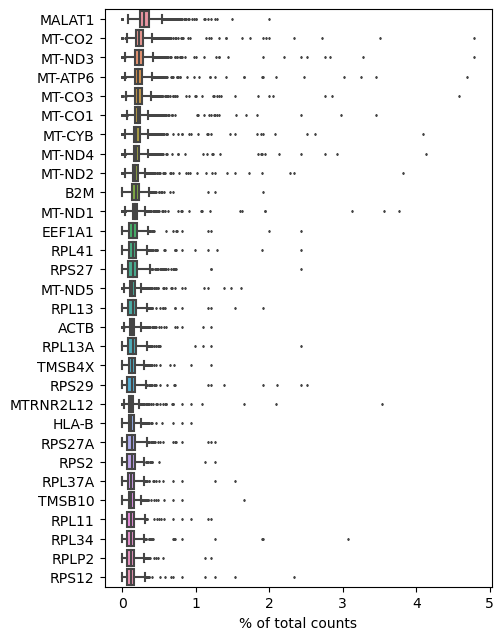 MALAT1
MT-CO2
MT-ND3
MT-ATP6
MT-CO3
MT-CO1
MT-CYB
MT-ND4
MT-ND2
B2M
MT-ND1
EEF1A1
RPL41
RPS27
MT-ND5
RPL13
ACTB
RPL13A
TMSB4X
RPS29
MTRNR2L12
HLA-B
RPS27A
RPS2
RPL37A
TMSB10
RPL11
RPL34
RPLP2
RPS12
0 1 2 3 4 5
% of total counts